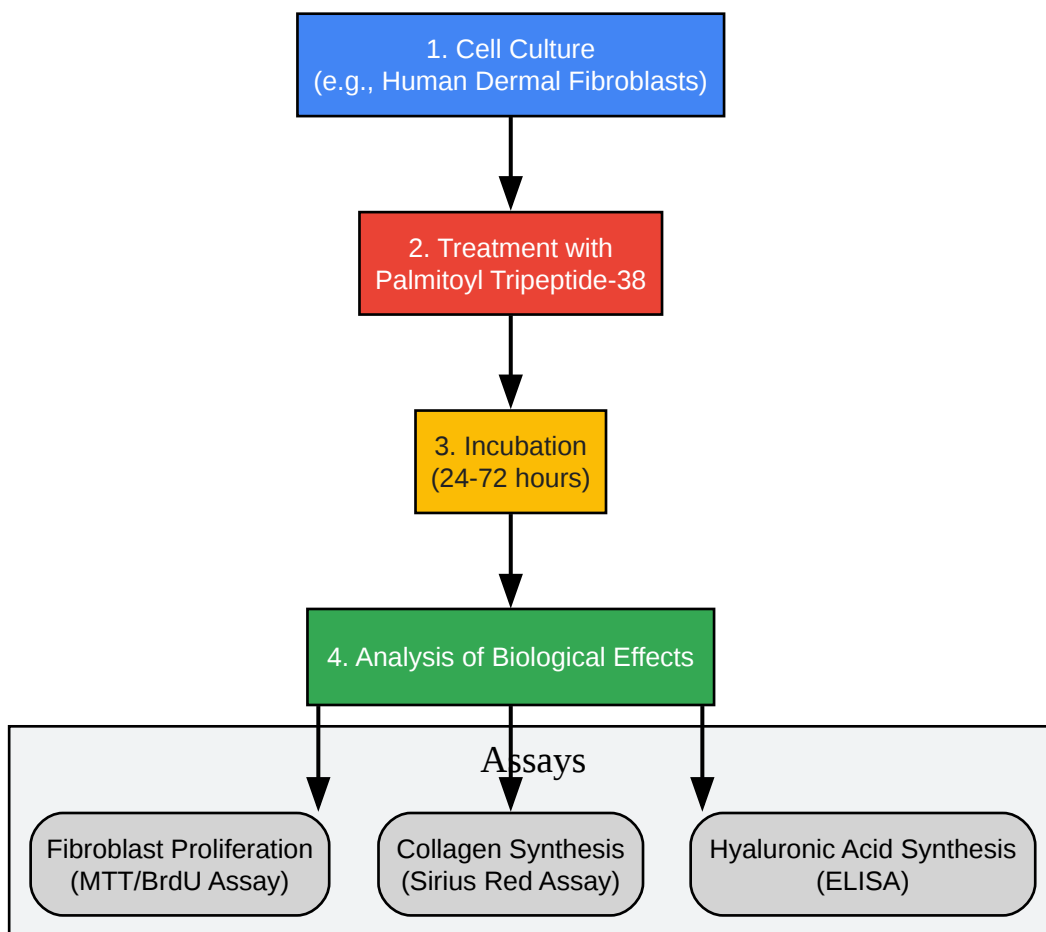 1. Cell Culture
(e.g., Human Dermal Fibroblasts)
2. Treatment with
Palmitoyl Tripeptide-38
3. Incubation
(24-72 hours)
4. Analysis of Biological Effects
Assays
Fibroblast Proliferation
(MTT/BrdU Assay)
Collagen Synthesis
(Sirius Red Assay)
Hyaluronic Acid Synthesis
(ELISA)